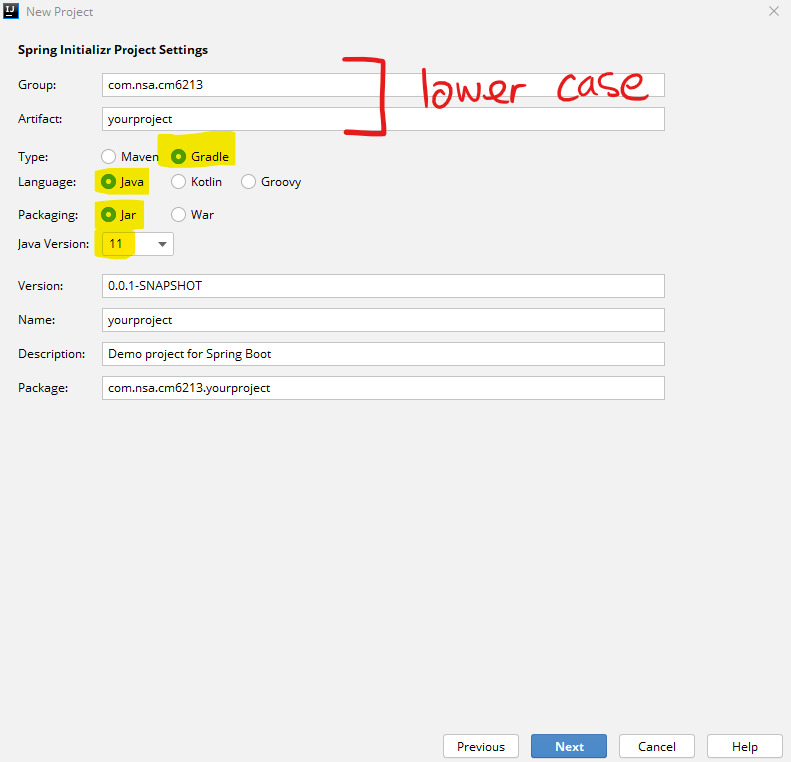 IJ New Project
Spring Initializr Project Settings
Group: com.nsa.cm6213
Artifact: yourproject
lower case
Type: Maven Gradle
Language: Java Kotlin Groovy
Packaging: Jar War
Java Version: 11
Version: 0.0.1-SNAPSHOT
Name: yourproject
Description: Demo project for Spring Boot
Package: com.nsa.cm6213.yourproject
Previous Next Cancel Help